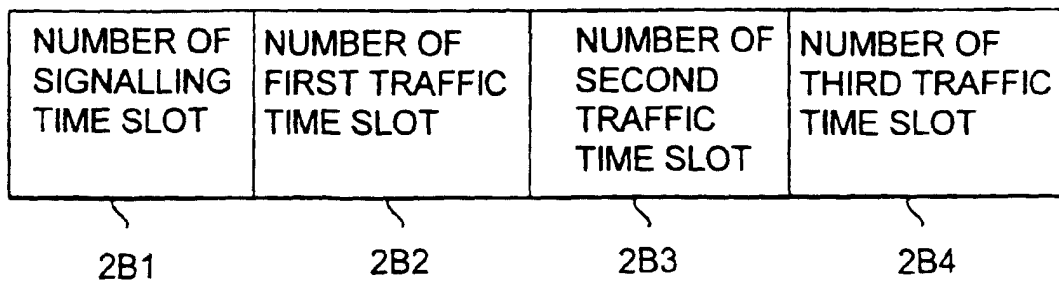 NUMBER OF
SIGNALLING
TIME SLOT
NUMBER OF
FIRST TRAFFIC
TIME SLOT
NUMBER OF
SECOND
TRAFFIC
TIME SLOT
NUMBER OF
THIRD TRAFFIC
TIME SLOT
2B1
2B2
2B3
2B4